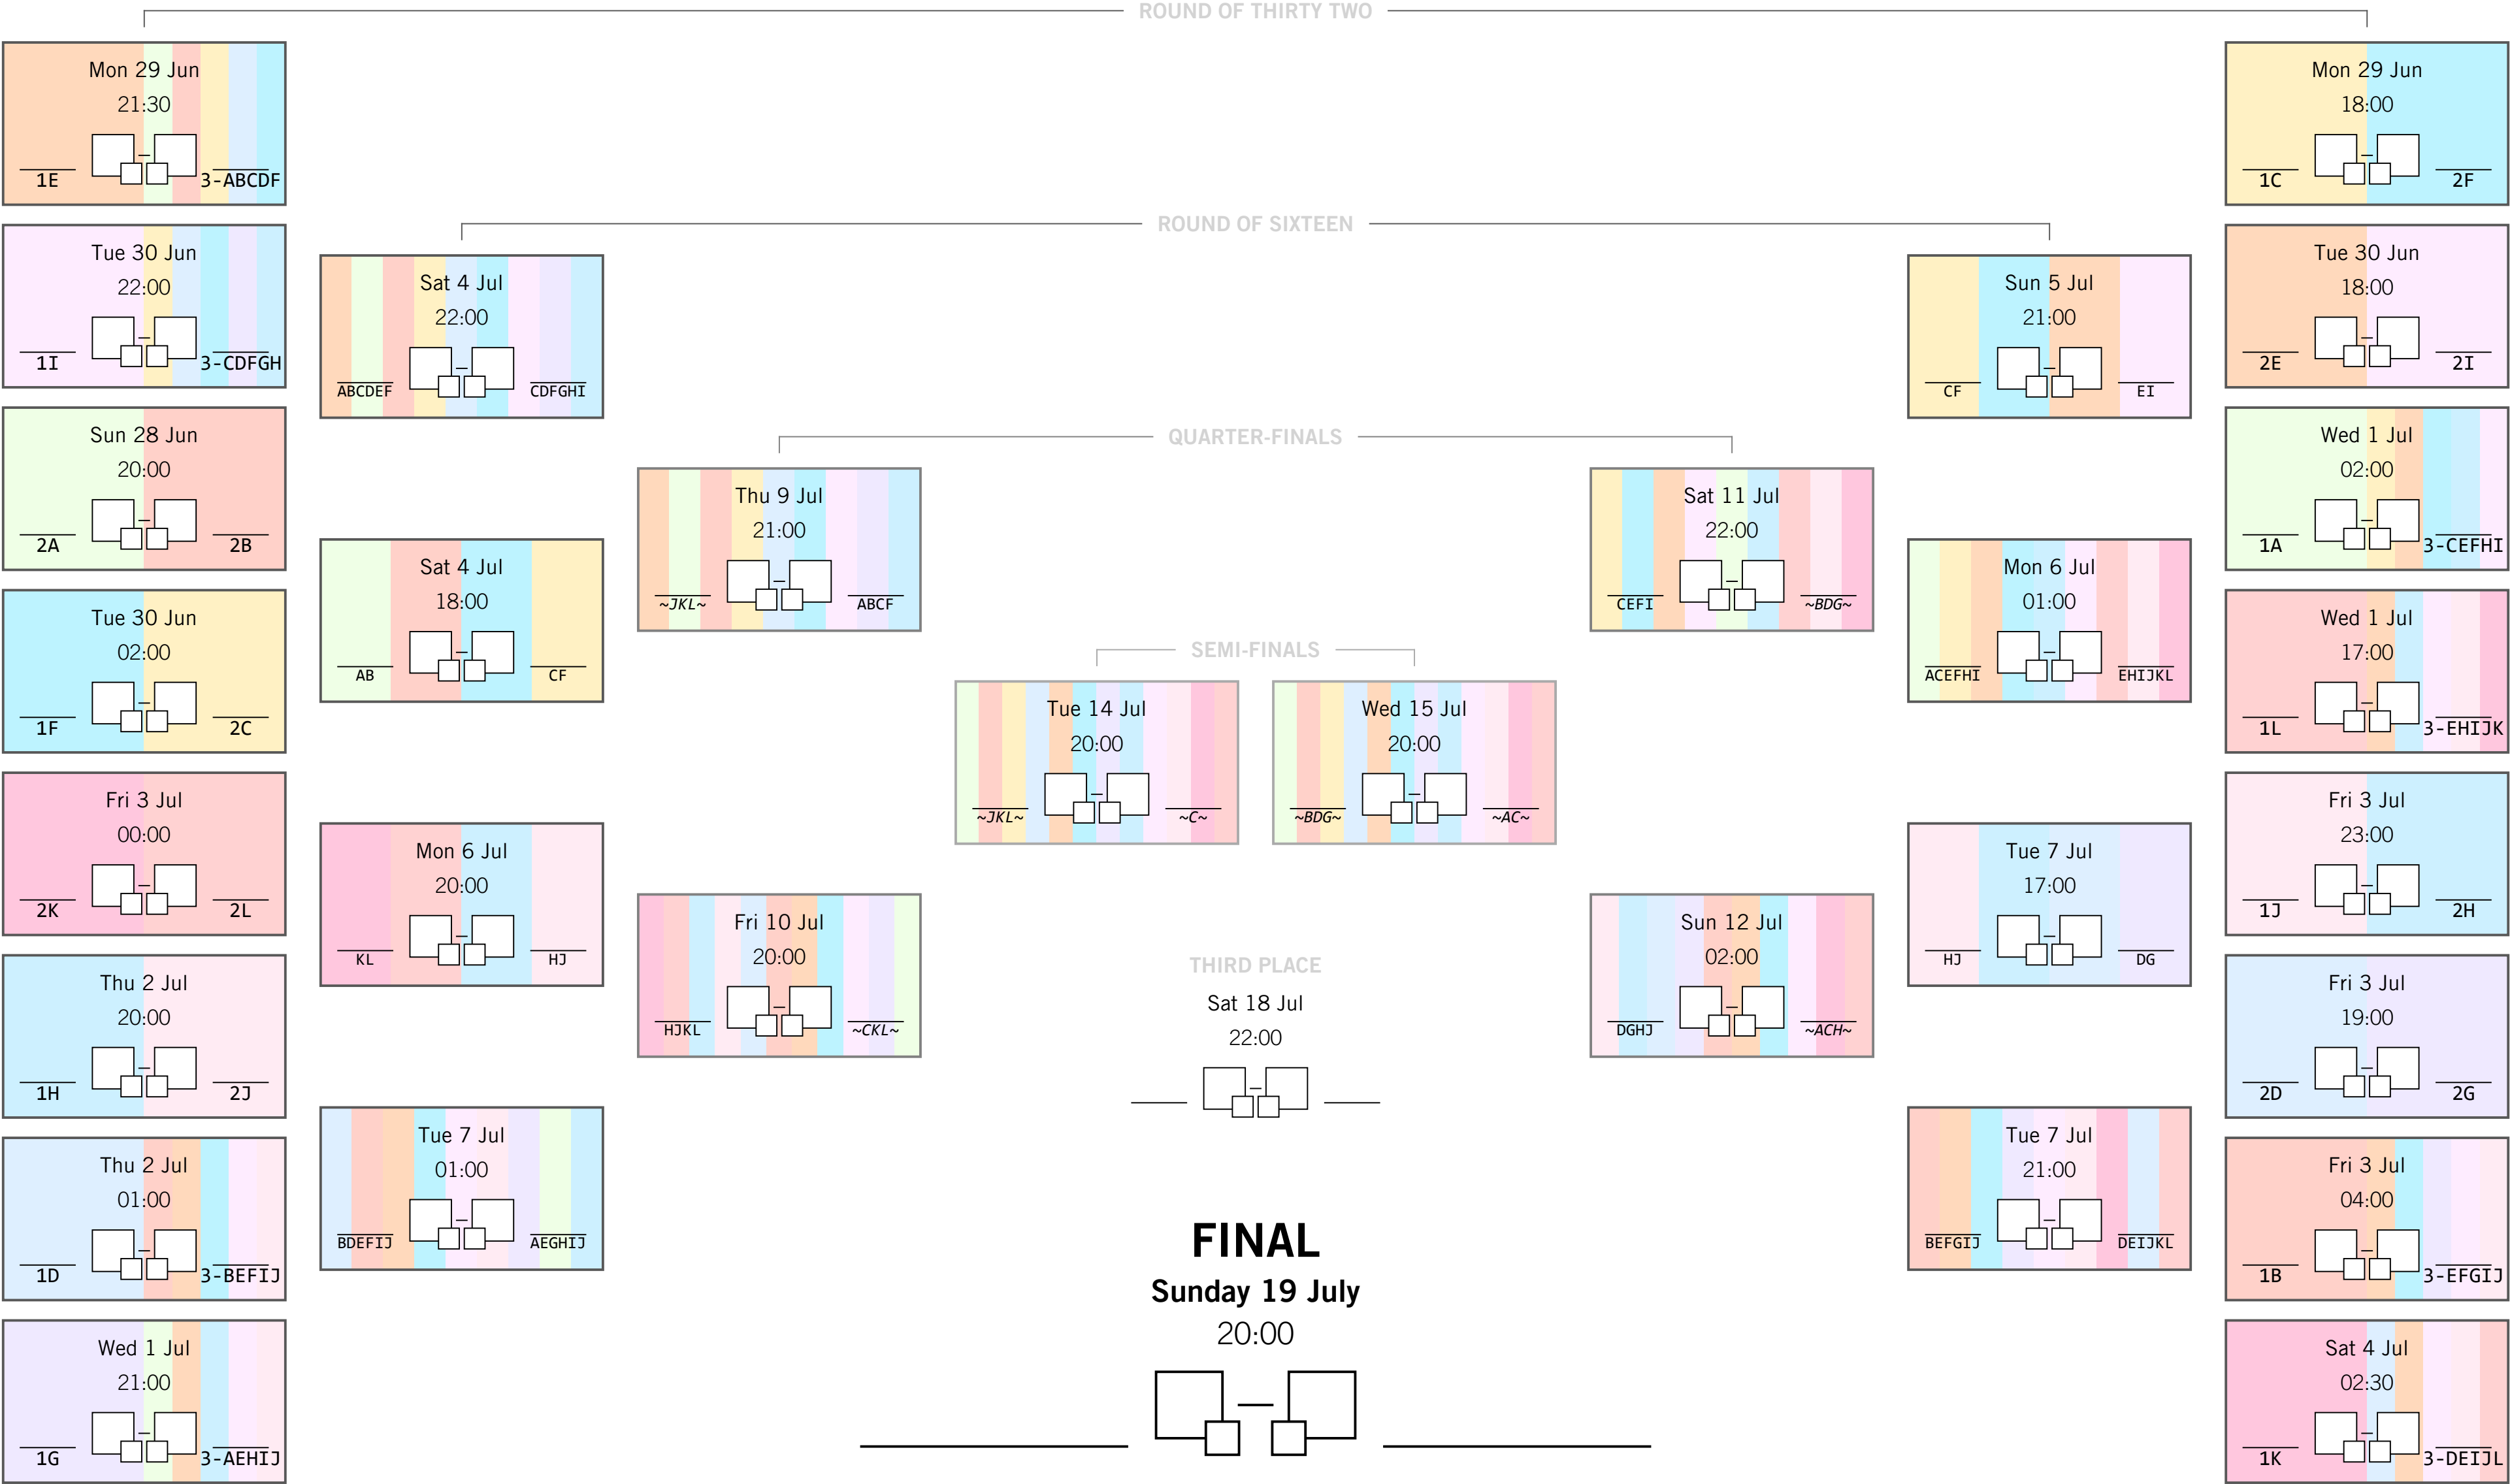 ROUND OF THIRTY TWO
Mon 29 Jun
21:30
1E – 3-ABCDF
Tue 30 Jun
22:00
1I – 3-CDFGH
Sun 28 Jun
20:00
2A – 2B
Tue 30 Jun
02:00
1F – 2C
Fri 3 Jul
00:00
2K – 2L
Thu 2 Jul
20:00
1H – 2J
Thu 2 Jul
01:00
1D – 3-BEFIJ
Wed 1 Jul
21:00
1G – 3-AEHIJ
Mon 29 Jun
18:00
1C – 2F
Tue 30 Jun
18:00
2E – 2I
Wed 1 Jul
02:00
1A – 3-CEFHI
Wed 1 Jul
17:00
1L – 3-EHIJK
Fri 3 Jul
23:00
1J – 2H
Fri 3 Jul
19:00
2D – 2G
Fri 3 Jul
04:00
1B – 3-EFGIJ
Sat 4 Jul
02:30
1K – 3-DEIJL
ROUND OF SIXTEEN
Sat 4 Jul
22:00
ABCDEF – CDFGHI
Sat 4 Jul
18:00
AB – CF
Mon 6 Jul
20:00
KL – HJ
Tue 7 Jul
01:00
BDEFIJ – AEGHIJ
Sun 5 Jul
21:00
CF – EI
Mon 6 Jul
01:00
ACEFHI – EHIJKL
Tue 7 Jul
17:00
HJ – DG
Tue 7 Jul
21:00
BEFGIJ – DEIJKL
QUARTER-FINALS
Thu 9 Jul
21:00
~JKL~ – ABCF
Fri 10 Jul
20:00
HJKL – ~CKL~
Sat 11 Jul
22:00
CEFI – ~BDG~
Sun 12 Jul
02:00
DGHJ – ~ACH~
SEMI-FINALS
Tue 14 Jul
20:00
~JKL~ – ~C~
Wed 15 Jul
20:00
~BDG~ – ~AC~
THIRD PLACE
Sat 18 Jul
22:00
–
FINAL
Sunday 19 July
20:00
—